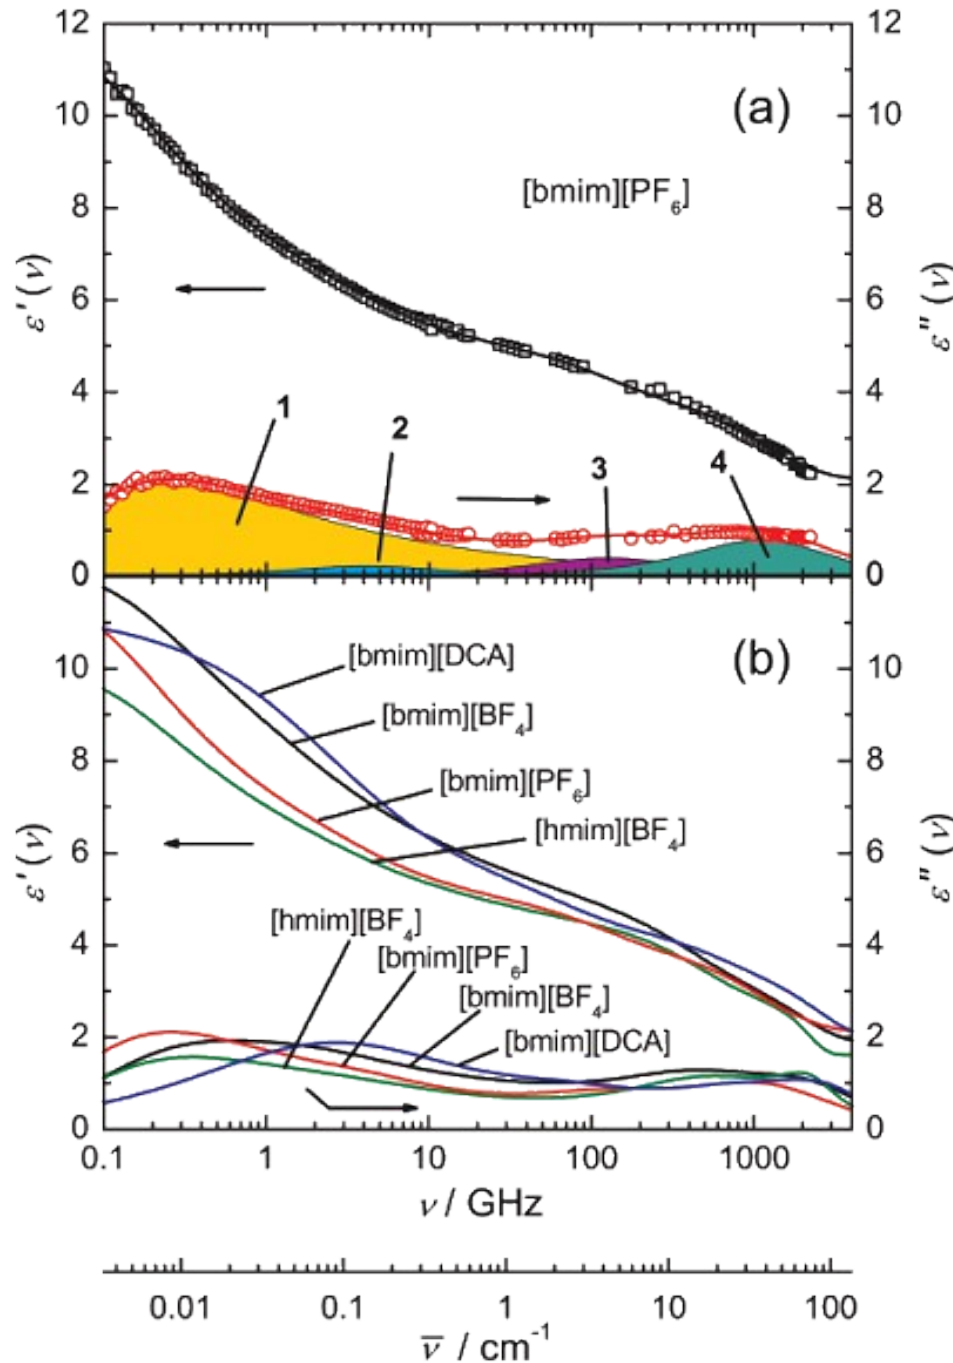 12
12
(a)
10
10
[bmim][PF6]
8
8
ε'(ν)
ε"(ν)
6
6
4
4
1
2
3
4
2
2
0
0
(b)
[bmim][DCA]
10
10
[bmim][BF4]
8
8
[bmim][PF6]
[hmim][BF4]
ε'(ν)
ε"(ν)
6
6
[hmim][BF4]
4
4
[bmim][PF6]
[bmim][BF4]
[bmim][DCA]
2
2
0
0
0.1 1 10 100 1000
ν / GHz
0.01 0.1 1 10 100
ν̅ / cm-1